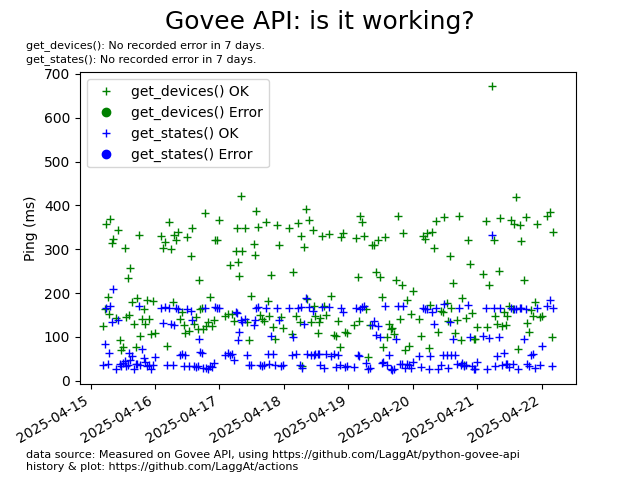 Govee API: is it working?
get_devices(): No recorded error in 7 days.
get_states(): No recorded error in 7 days.
700
600
500
400
300
200
100
0
Ping (ms)
get_devices() OK
get_devices() Error
get_states() OK
get_states() Error
2025-04-15
2025-04-16
2025-04-17
2025-04-18
2025-04-19
2025-04-20
2025-04-21
2025-04-22
data source: Measured on Govee API, using https://github.com/LaggAt/python-govee-api
history & plot: https://github.com/LaggAt/actions